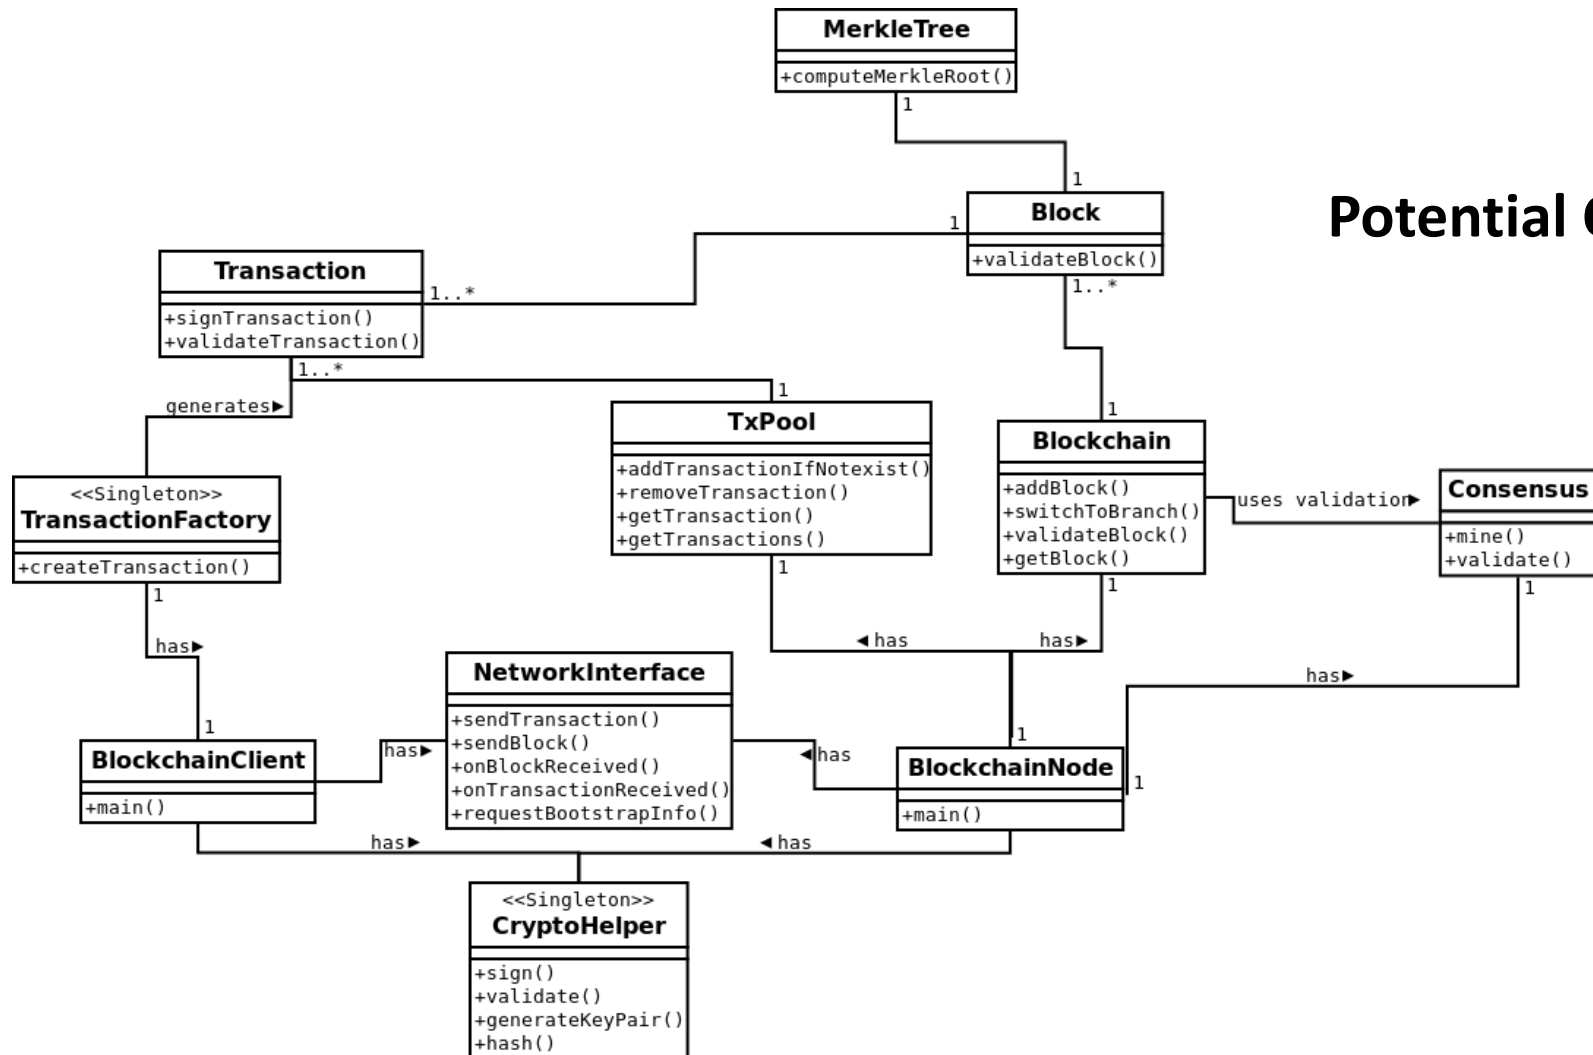 MerkleTree
+computeMerkleRoot()
1
1
Block
+validateBlock()
1
1..*
Potential
Transaction
+signTransaction()
+validateTransaction()
1..*
1..*
generates►
1
TxPool
+addTransactionIfNotexist()
+removeTransaction()
+getTransaction()
+getTransactions()
1
1
Blockchain
+addBlock()
+switchToBranch()
+validateBlock()
+getBlock()
1
uses validation►
Consensus
+mine()
+validate()
1
<<Singleton>>
TransactionFactory
+createTransaction()
1
has►
1
◄has
has►
has►
NetworkInterface
+sendTransaction()
+sendBlock()
+onBlockReceived()
+onTransactionReceived()
+requestBootstrapInfo()
BlockchainClient
+main()
has►
◄has
1
BlockchainNode
+main()
1
has►
◄has
<<Singleton>>
CryptoHelper
+sign()
+validate()
+generateKeyPair()
+hash()